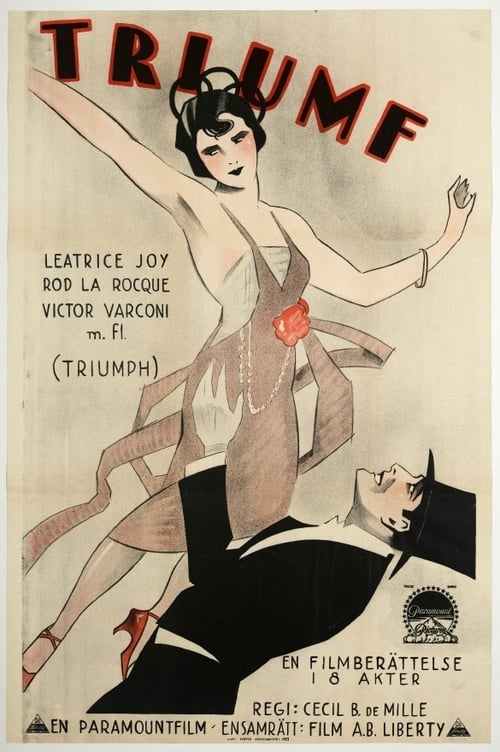 TRIUMF
LEATRICE JOY
ROD LA ROCQUE
VICTOR VARCONI
m. fl.
(TRIUMPH)
Paramount
Pictures
EN FILMBERÄTTELSE
I 8 AKTER
REGI: CECIL B. DE MILLE
EN PARAMOUNTFILM - ENSAMRÄTT: FILM A.B. LIBERTY